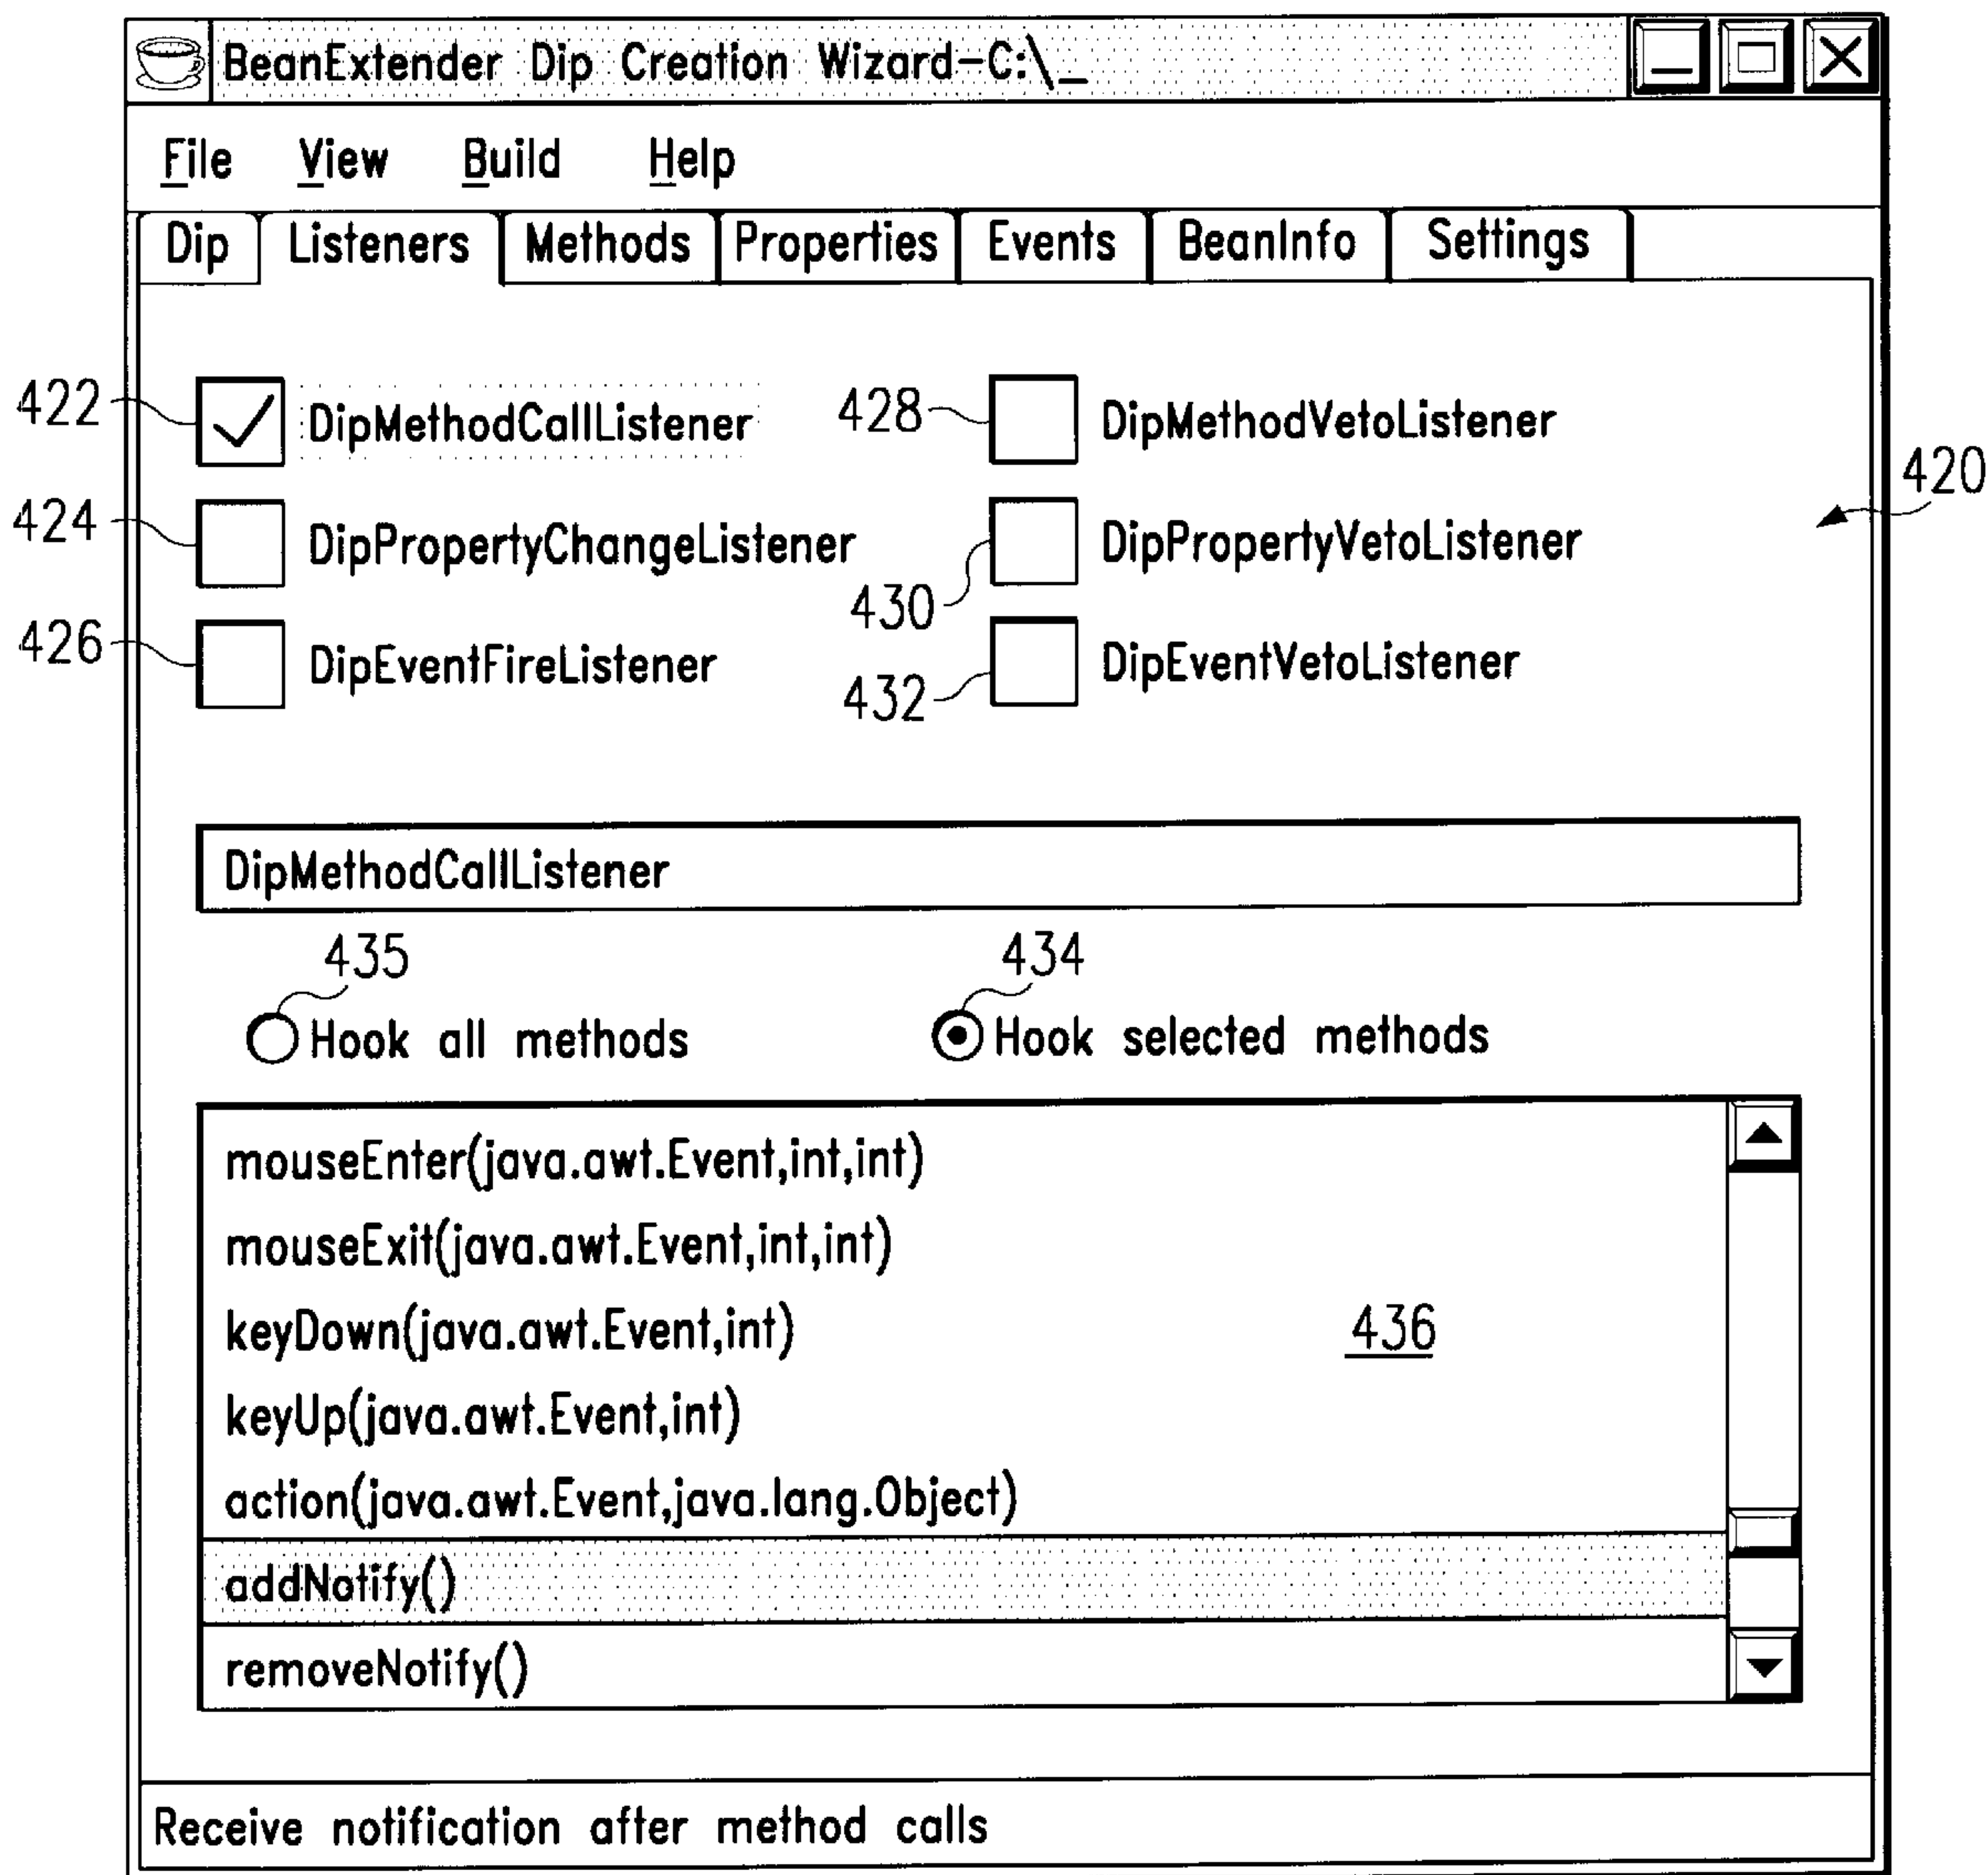 BeanExtender Dip Creation Wizard-C:\_
File View Build Help
Dip Listeners Methods Properties Events BeanInfo Settings
422 DipMethodCallListener 428 DipMethodVetoListener
420
424 DipPropertyChangeListener 430 DipPropertyVetoListener
426 DipEventFireListener 432 DipEventVetoListener
DipMethodCallListener
435 434
Hook all methods Hook selected methods
mouseEnter(java.awt.Event,int,int)
mouseExit(java.awt.Event,int,int)
keyDown(java.awt.Event,int) 436
keyUp(java.awt.Event,int)
action(java.awt.Event,java.lang.Object)
addNotify()
removeNotify()
Receive notification after method calls